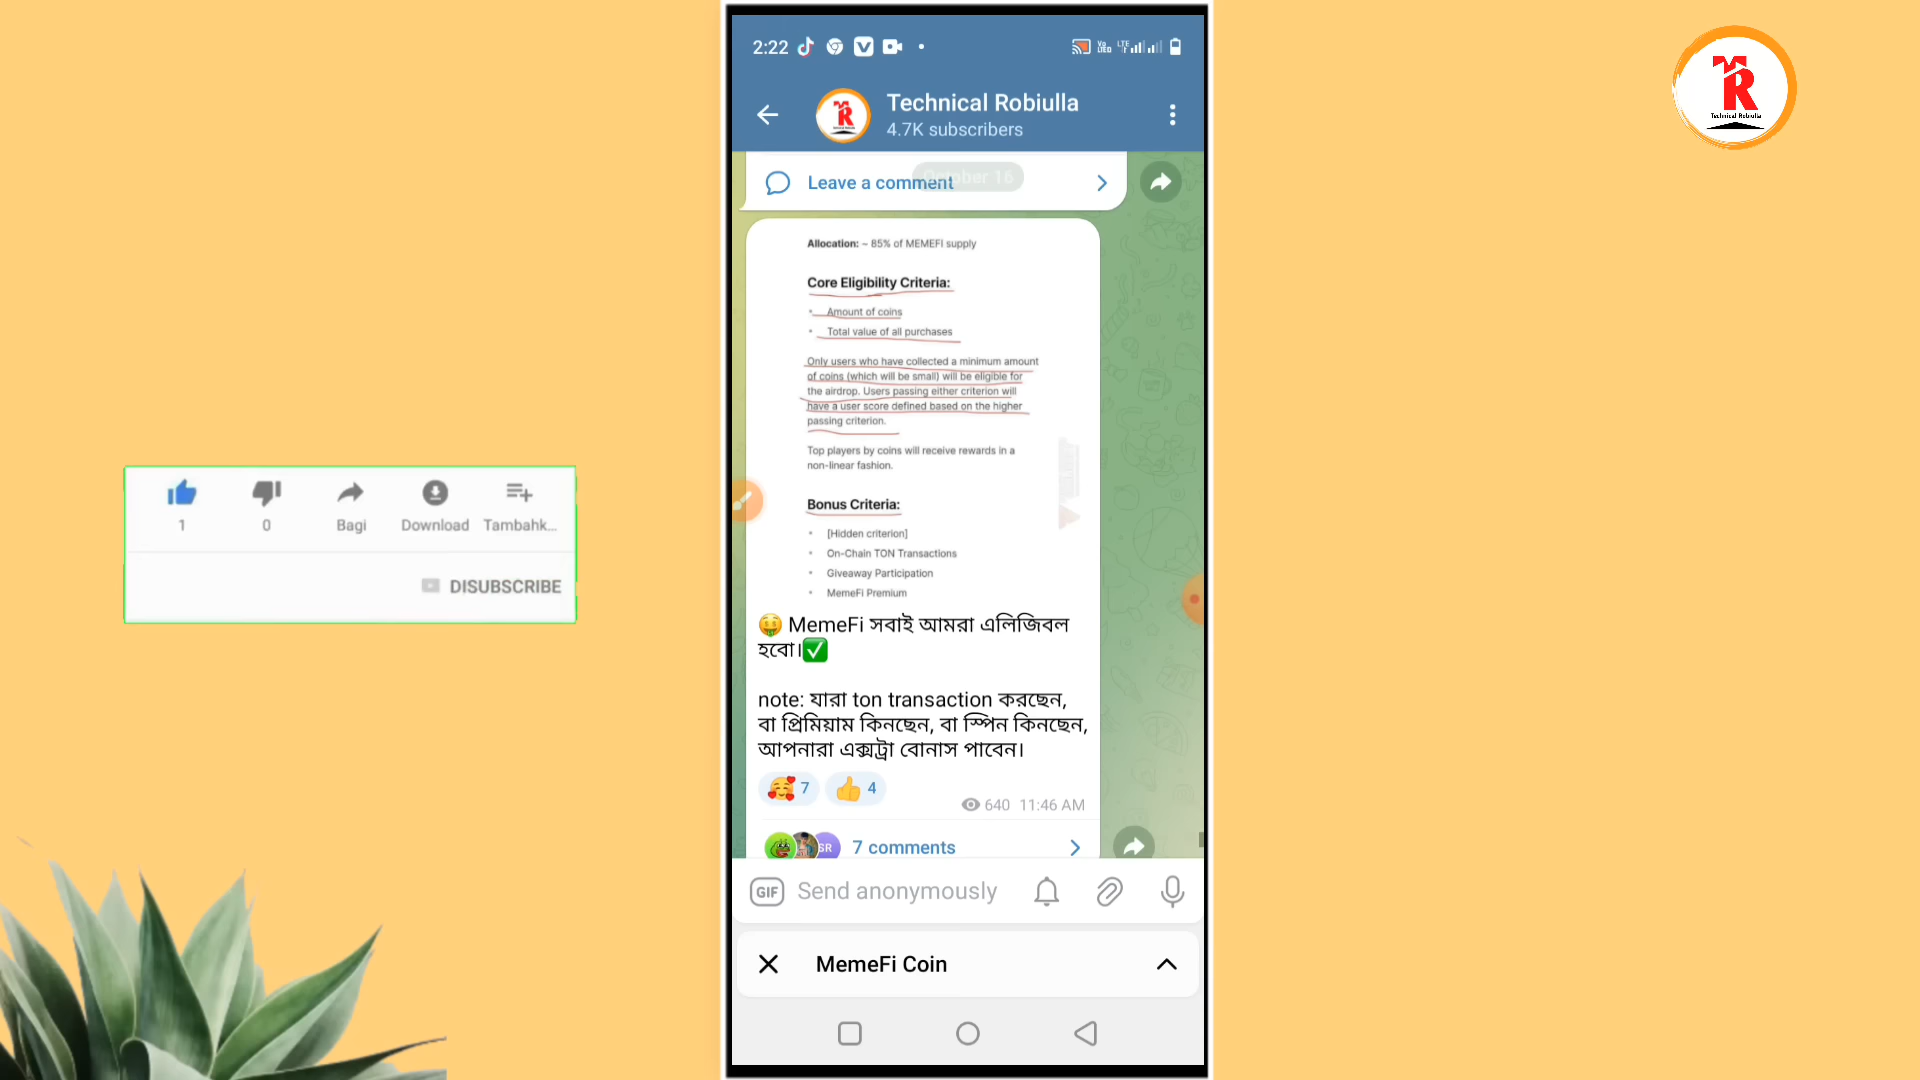 2:22
Technical Robiulla
4.7K subscribers
October 16
Leave a comment
Allocation: ~ 85% of MEMEFI supply
Core Eligibility Criteria:
• Amount of coins
• Total value of all purchases
Only users who have collected a minimum amount
of coins (which will be small) will be eligible for
the airdrop. Users passing either criterion will
have a user score defined based on the higher
passing criterion.
Top players by coins will receive rewards in a
non-linear fashion.
Bonus Criteria:
• [Hidden criterion]
• On-Chain TON Transactions
• Giveaway Participation
• MemeFi Premium
🤑 MemeFi সবাই আমরা এলিজিবল
হবো।✅
note: যারা ton transaction করছেন,
বা প্রিমিয়াম কিনছেন, বা স্পিন কিনছেন,
আপনারা এক্সট্রা বোনাস পাবেন।
🥰 7 👍 4
640 11:46 AM
SR 7 comments
GIF Send anonymously
MemeFi Coin
1 0 Bagi Download Tambahk...
DISUBSCRIBE
Technical Robiulla